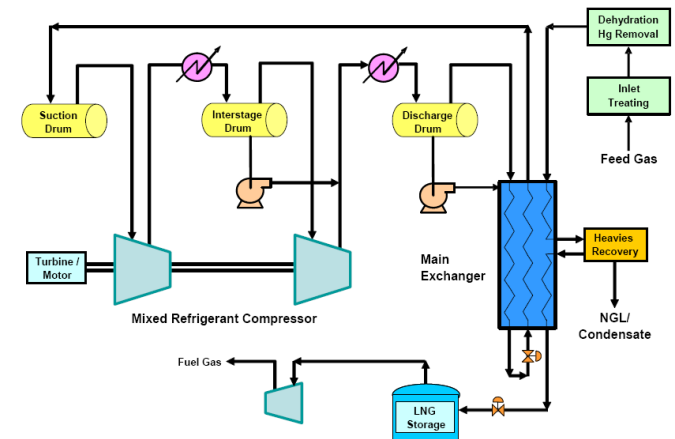 Dehydration
Hg Removal
Inlet
Treating
Feed Gas
Suction
Drum
Interstage
Drum
Discharge
Drum
Turbine /
Motor
Mixed Refrigerant Compressor
Main
Exchanger
Heavies
Recovery
NGL/
Condensate
Fuel Gas
LNG
Storage